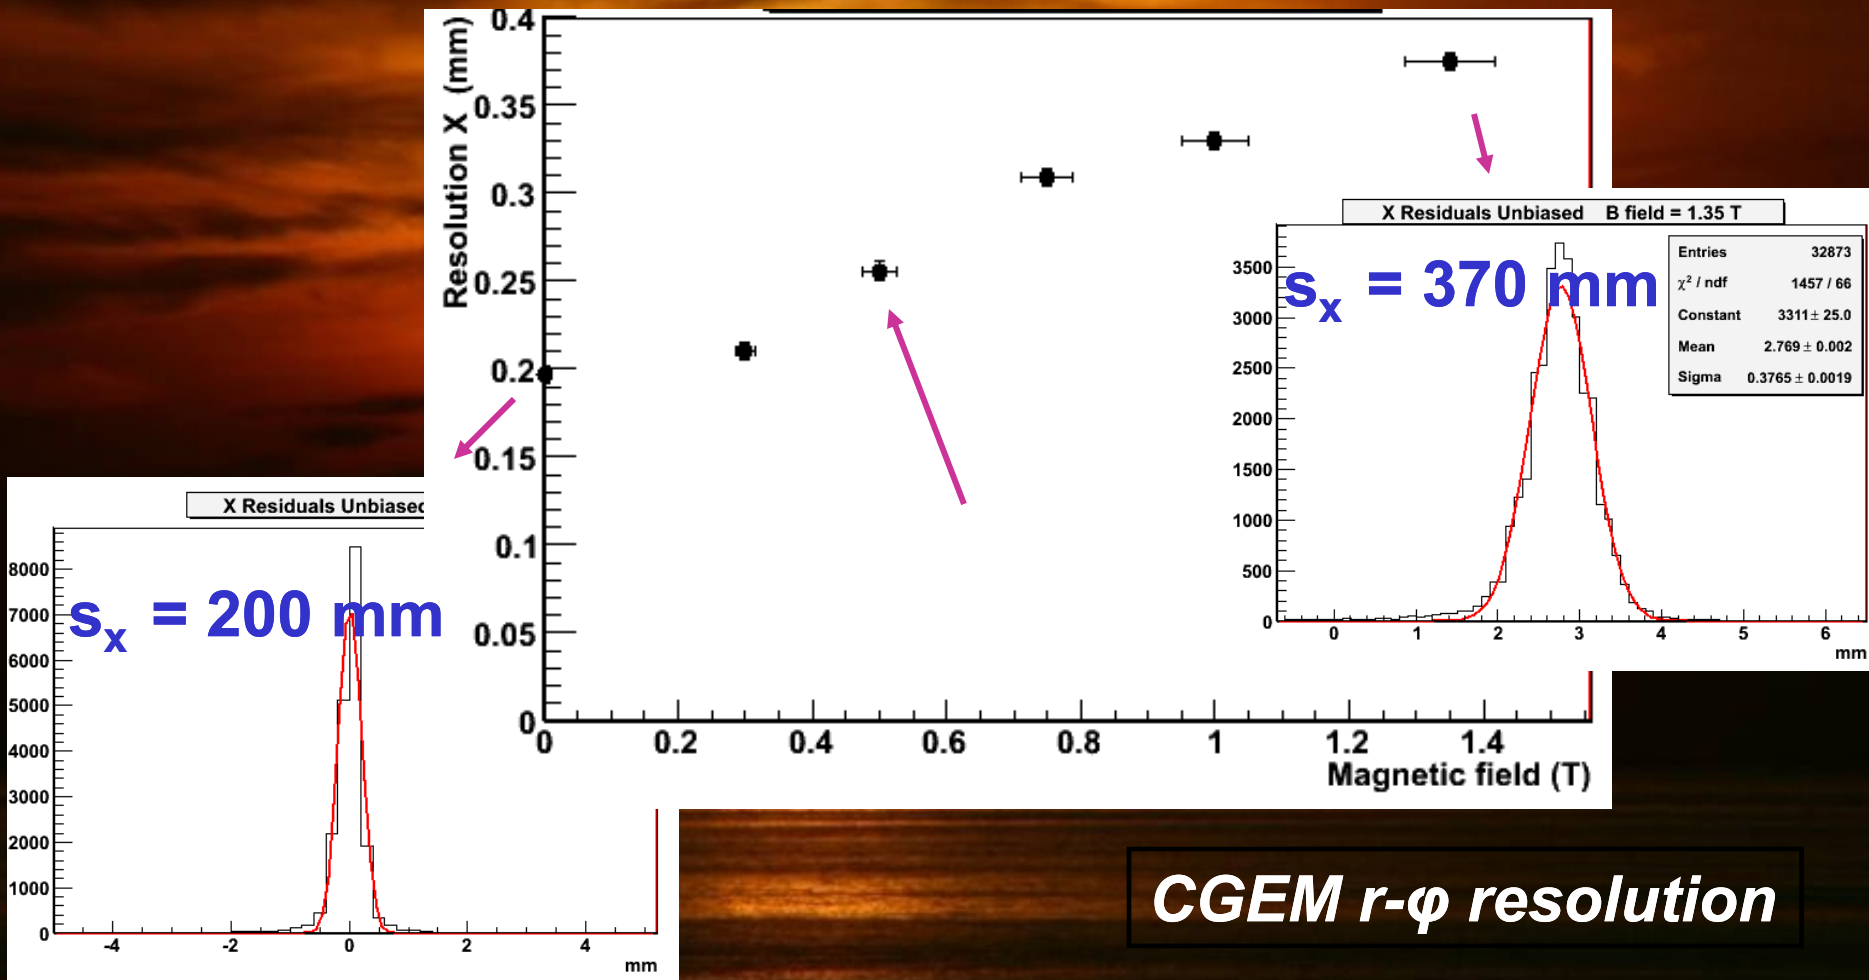 Resolution X (mm)
0.4
0.35
0.3
0.25
0.2
0.15
0.1
0.05
0
0 0.2 0.4 0.6 0.8 1 1.2 1.4
Magnetic field (T)
X Residuals Unbiased B field = 1.35 T
Entries 32873
χ² / ndf 1457 / 66
Constant 3311 ± 25.0
Mean 2.769 ± 0.002
Sigma 0.3765 ± 0.0019
sx = 370 mm
3500
3000
2500
2000
1500
1000
500
0
0 1 2 3 4 5 6
mm
X Residuals Unbiased
sx = 200 mm
8000
7000
6000
5000
4000
3000
2000
1000
0
-4 -2 0 2 4
mm
CGEM r-φ resolution